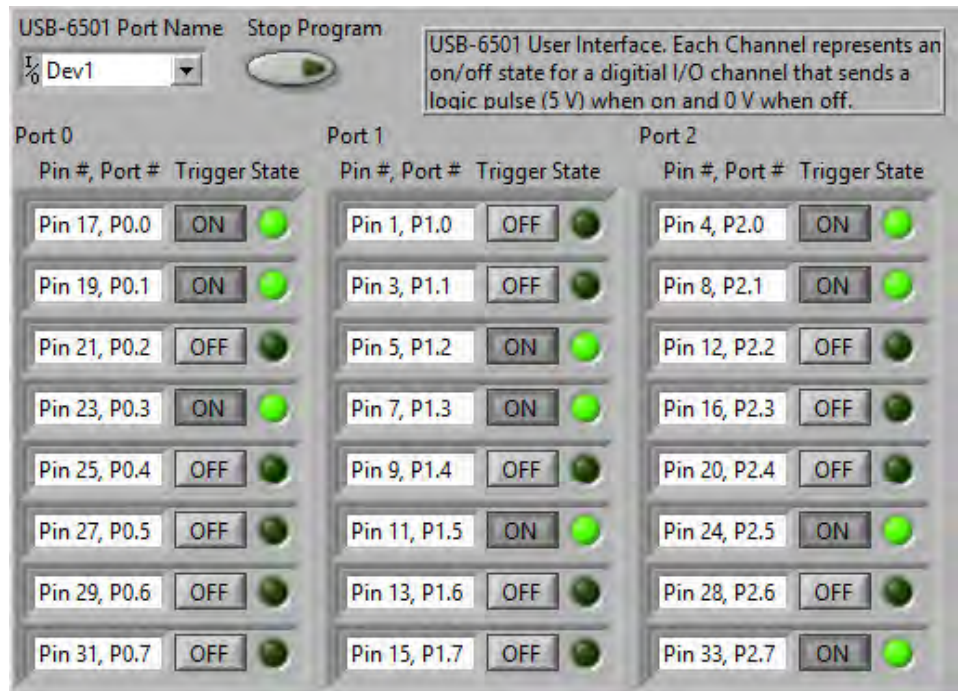 USB-6501 Port Name Stop Program
I/O Dev1
USB-6501 User Interface. Each Channel represents an
on/off state for a digitial I/O channel that sends a
logic pulse (5 V) when on and 0 V when off.
Port 0 Port 1 Port 2
Pin #, Port # Trigger State Pin #, Port # Trigger State Pin #, Port # Trigger State
Pin 17, P0.0 ON Pin 1, P1.0 OFF Pin 4, P2.0 ON
Pin 19, P0.1 ON Pin 3, P1.1 OFF Pin 8, P2.1 ON
Pin 21, P0.2 OFF Pin 5, P1.2 ON Pin 12, P2.2 OFF
Pin 23, P0.3 ON Pin 7, P1.3 ON Pin 16, P2.3 OFF
Pin 25, P0.4 OFF Pin 9, P1.4 OFF Pin 20, P2.4 OFF
Pin 27, P0.5 OFF Pin 11, P1.5 ON Pin 24, P2.5 ON
Pin 29, P0.6 OFF Pin 13, P1.6 OFF Pin 28, P2.6 OFF
Pin 31, P0.7 OFF Pin 15, P1.7 OFF Pin 33, P2.7 ON